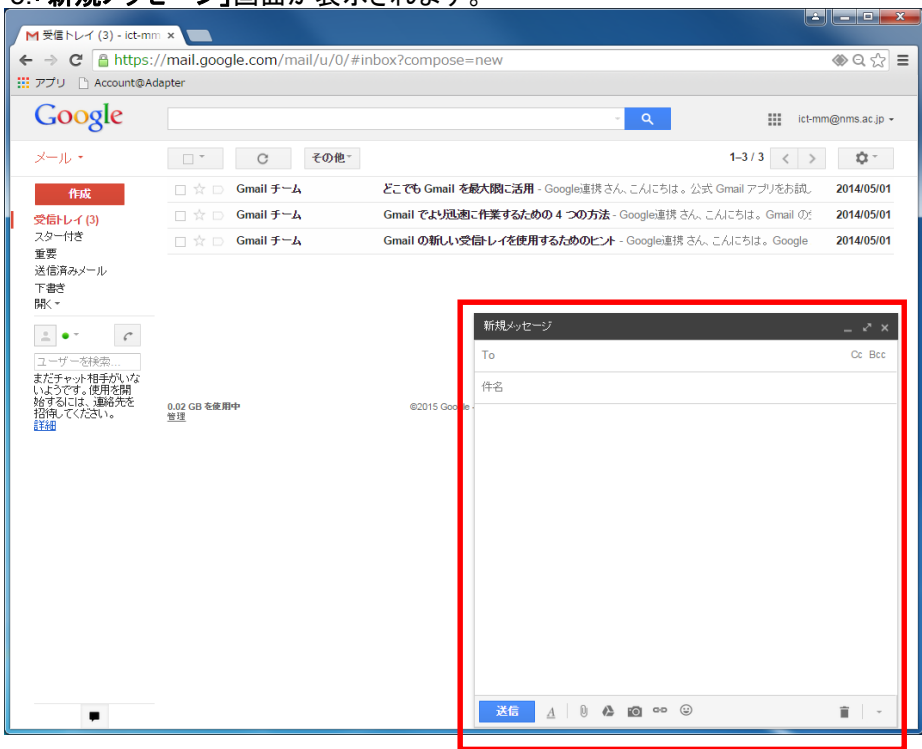 「新規メッセージ」画面が表示されます。
受信トレイ (3) - ict-mm
https://mail.google.com/mail/u/0/#inbox?compose=new
アプリ Account@Adapter
Google
ict-mm@nms.ac.jp
メール
その他
1–3 / 3
作成
Gmail チーム どこでも Gmail を最大限に活用 - Google連携 さん、こんにちは。公式 Gmail アプリをお試し 2014/05/01
受信トレイ (3)
Gmail チーム Gmail でより迅速に作業するための 4 つの方法 - Google連携 さん、こんにちは。Gmail の 2014/05/01
スター付き
Gmail チーム Gmail の新しい受信トレイを使用するためのヒント - Google連携 さん、こんにちは。Google 2014/05/01
重要
送信済みメール
下書き
開く
ユーザーを検索...
まだチャット相手がいな
いようです。使用を開
始するには、連絡先を
招待してください。
詳細
0.02 GB を使用中
管理
©2015 Google -
新規メッセージ
To Cc Bcc
件名
送信